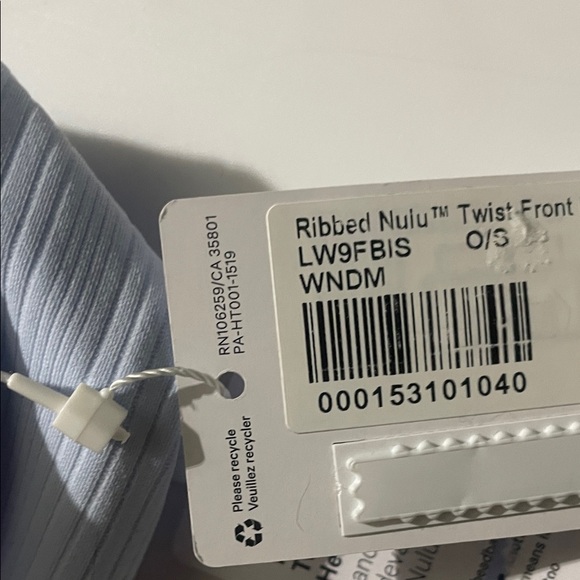 Ribbed Nulu™ Twist Front
LW9FBIS O/S
WNDM
000153101040
RN106259/CA 35801
PA-HT001-1519
Please recycle
Veuillez recycler